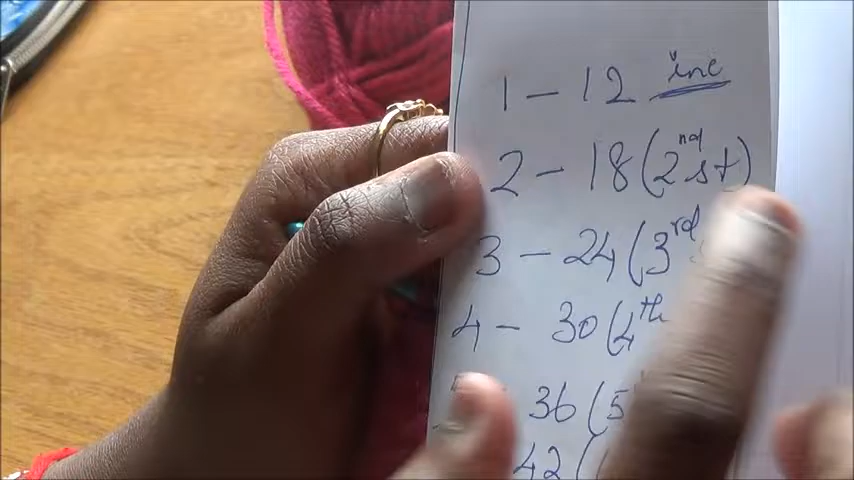 1 - 12 inc
2 - 18 (2nd st)
3 - 24 (3rd
4 - 30 (4th
36 (5
42 (